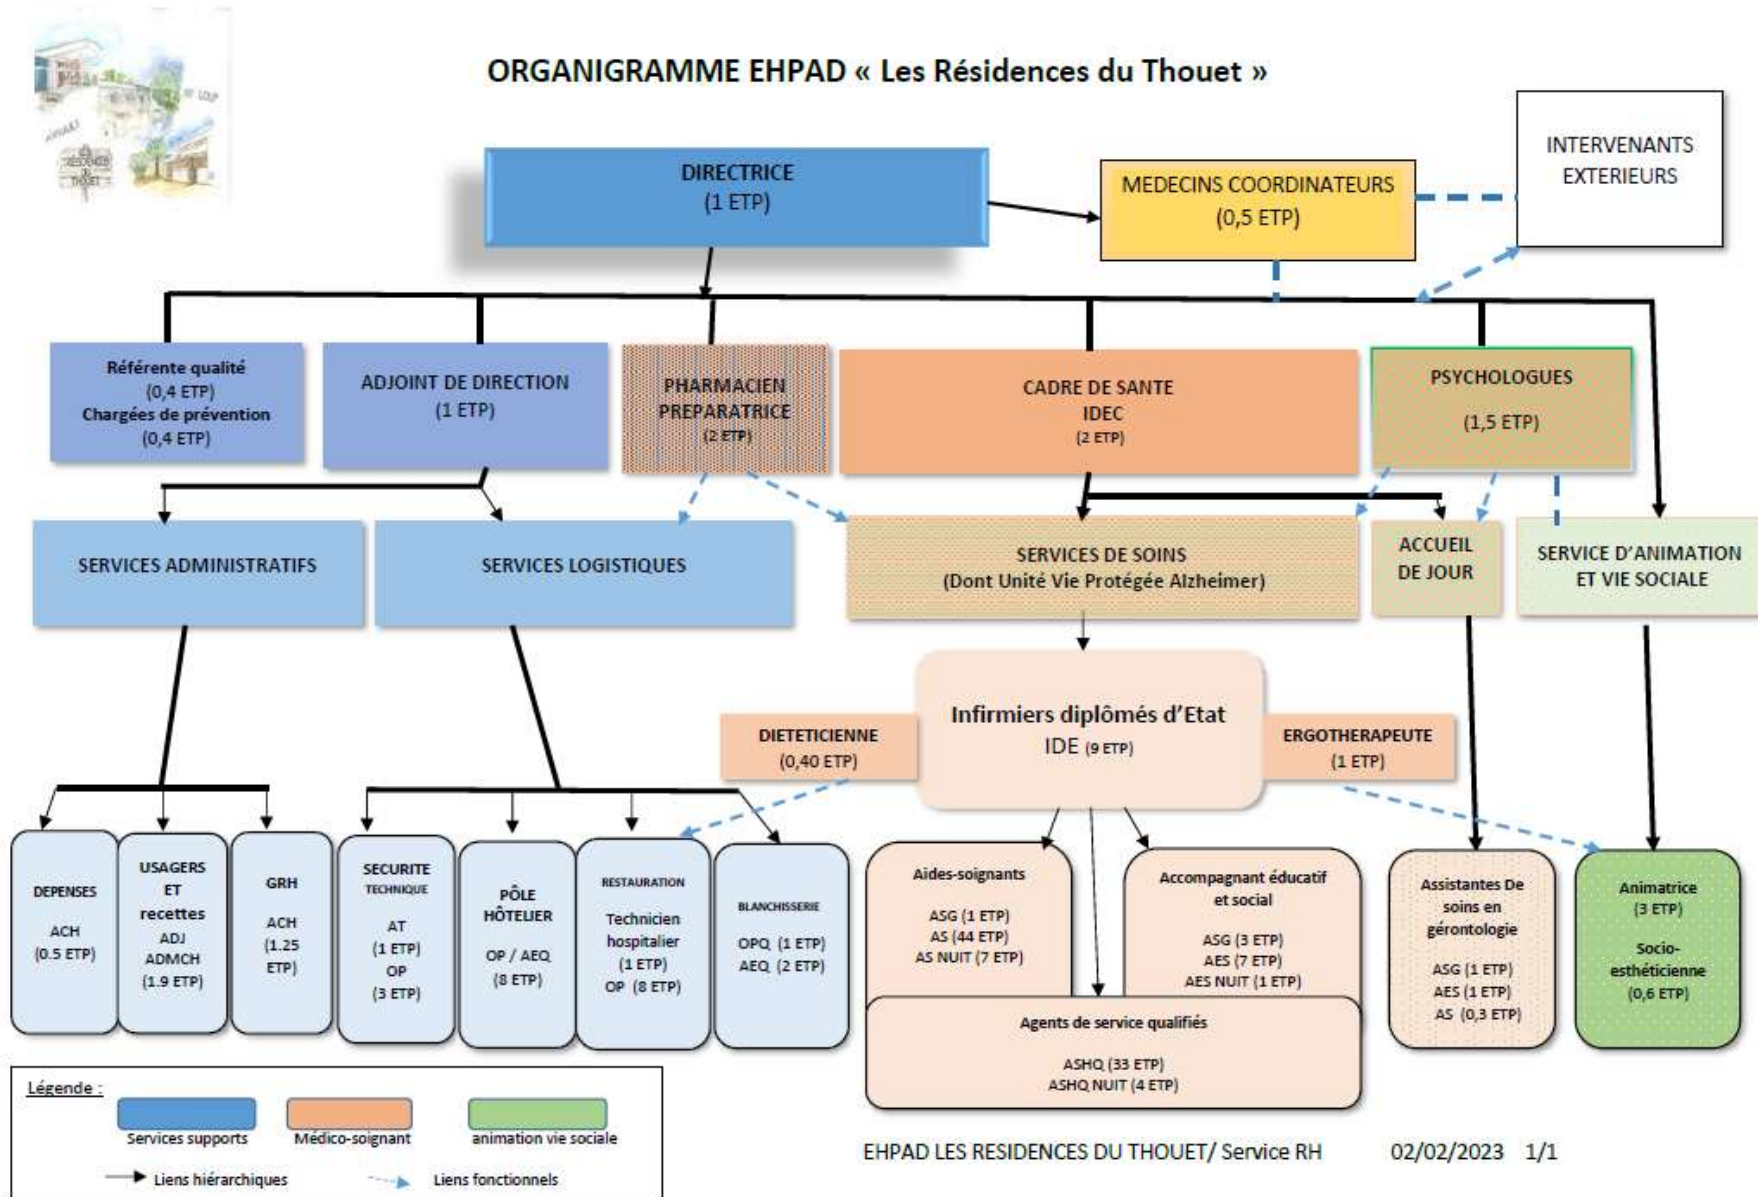 ORGANIGRAMME EHPAD « Les Résidences du Thouet »
LES
RÉSIDENCES
THOUET
DIRECTRICE
(1 ETP)
MEDECINS COORDINATEURS
(0,5 ETP)
INTERVENANTS
EXTERIEURS
Référente qualité
(0,4 ETP)
Chargées de prévention
(0,4 ETP)
ADJOINT DE DIRECTION
(1 ETP)
PHARMACIEN
PREPARATRICE
(2 ETP)
CADRE DE SANTE
IDEC
(2 ETP)
PSYCHOLOGUES
(1,5 ETP)
SERVICES ADMINISTRATIFS
SERVICES LOGISTIQUES
SERVICES DE SOINS
(Dont Unité Vie Protégée Alzheimer)
ACCUEIL
DE JOUR
SERVICE D’ANIMATION
ET VIE SOCIALE
DIETETICIENNE
(0,40 ETP)
Infirmiers diplômés d’Etat
IDE (9 ETP)
ERGOTHERAPEUTE
(1 ETP)
DEPENSES
ACH
(0.5 ETP)
USAGERS
ET
recettes
ADJ
ADMCH
(1.9 ETP)
GRH
ACH
(1.25
ETP)
SECURITE
TECHNIQUE
AT
(1 ETP)
OP
(3 ETP)
PÔLE
HÔTELIER
OP / AEQ
(8 ETP)
RESTAURATION
Technicien
hospitalier
(1 ETP)
OP (8 ETP)
BLANCHISSERIE
OPQ (1 ETP)
AEQ (2 ETP)
Aides-soignants
ASG (1 ETP)
AS (44 ETP)
AS NUIT (7 ETP)
Accompagnant éducatif
et social
ASG (3 ETP)
AES (7 ETP)
AES NUIT (1 ETP)
Agents de service qualifiés
ASHQ (33 ETP)
ASHQ NUIT (4 ETP)
Assistantes De
soins en
gérontologie
ASG (1 ETP)
AES (1 ETP)
AS (0,3 ETP)
Animatrice
(3 ETP)
Socio-
esthéticienne
(0,6 ETP)
Légende :
Services supports
Médico-soignant
animation vie sociale
Liens hiérarchiques
Liens fonctionnels
EHPAD LES RESIDENCES DU THOUET/ Service RH 02/02/2023 1/1